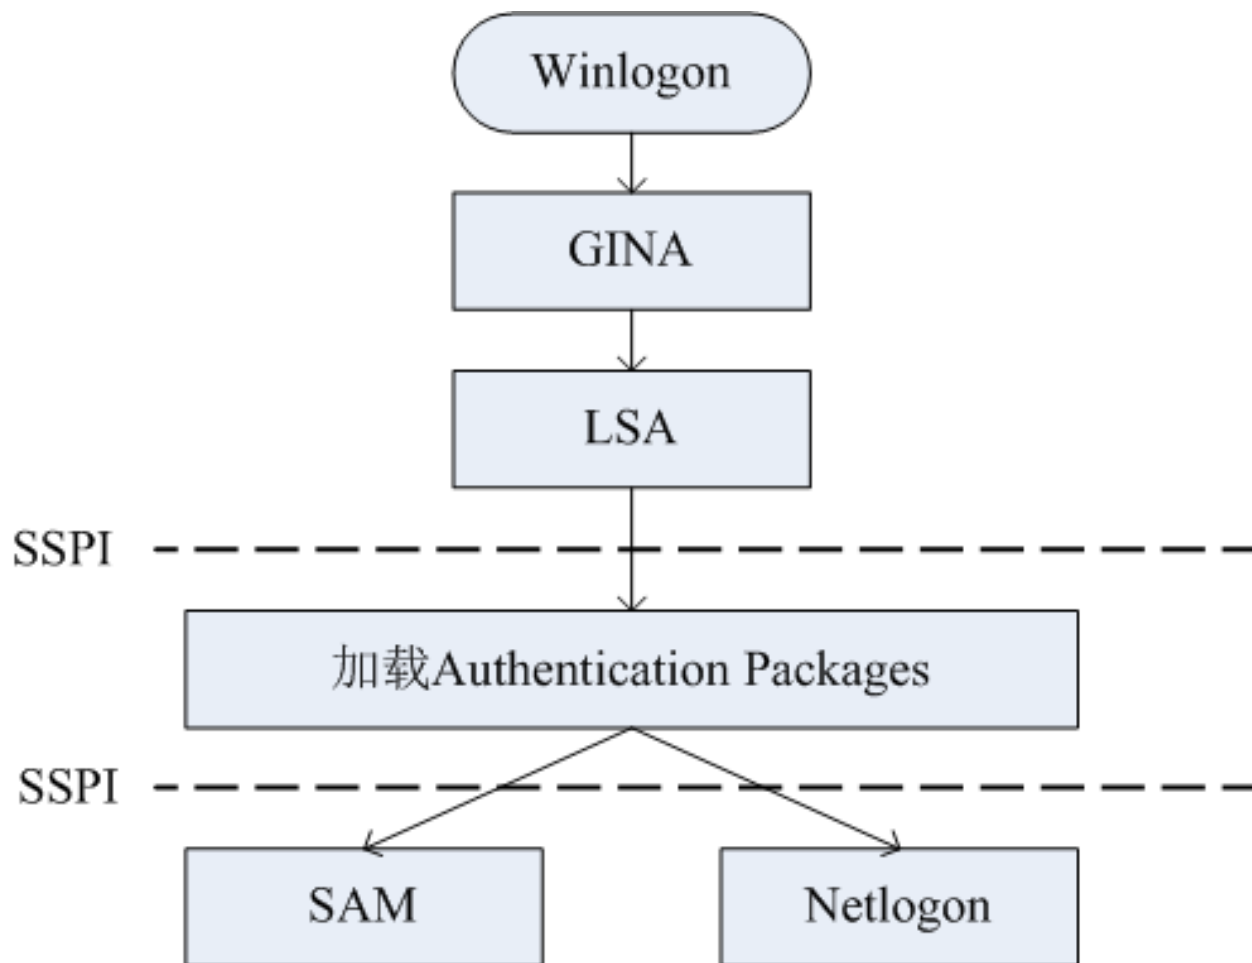 Winlogon
GINA
LSA
SSPI
加载Authentication Packages
SSPI
SAM
Netlogon